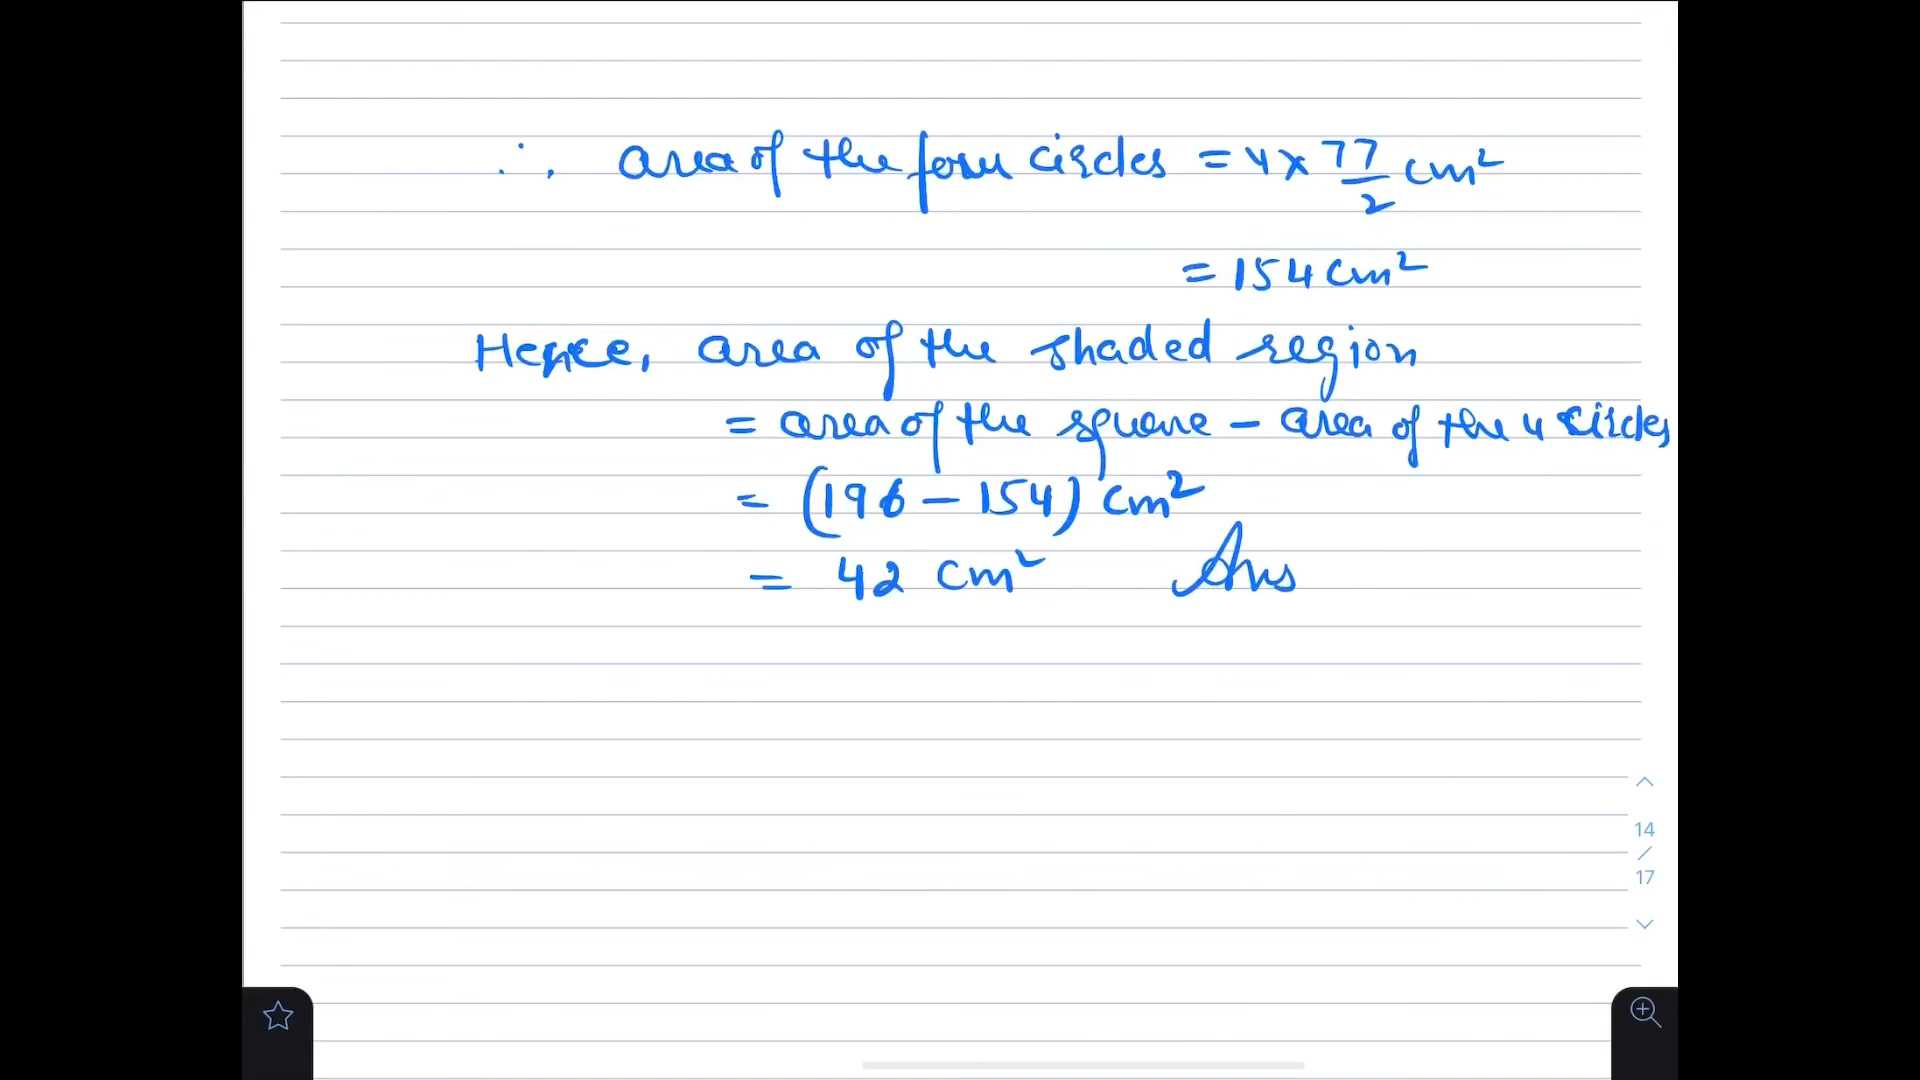 ∴ area of the four circles = 4 × 77/2 cm²
= 154 cm²
Hence, area of the shaded region
= area of the square - area of the 4 circles
= (196 - 154) cm²
= 42 cm² Ans
14
/
17